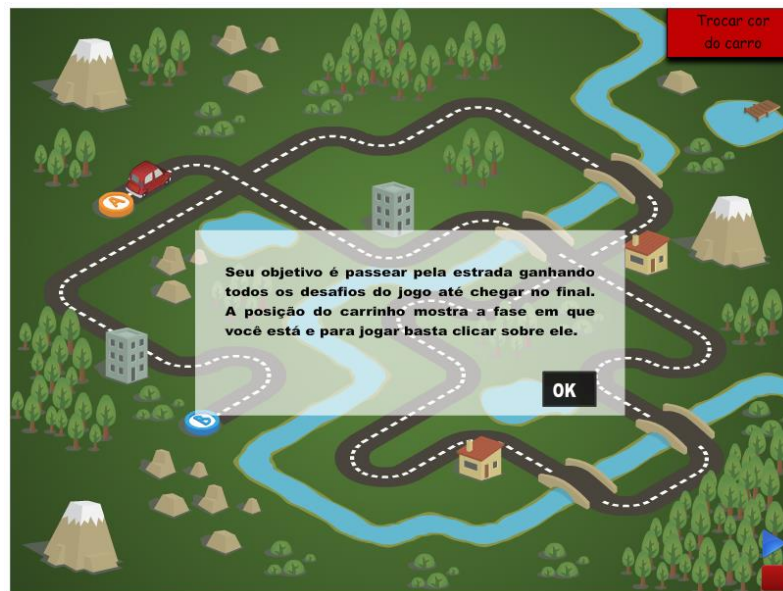 Trocar cor
do carro
A
Seu objetivo é passear pela estrada ganhando
todos os desafios do jogo até chegar no final.
A posição do carrinho mostra a fase em que
você está e para jogar basta clicar sobre ele.
OK
B